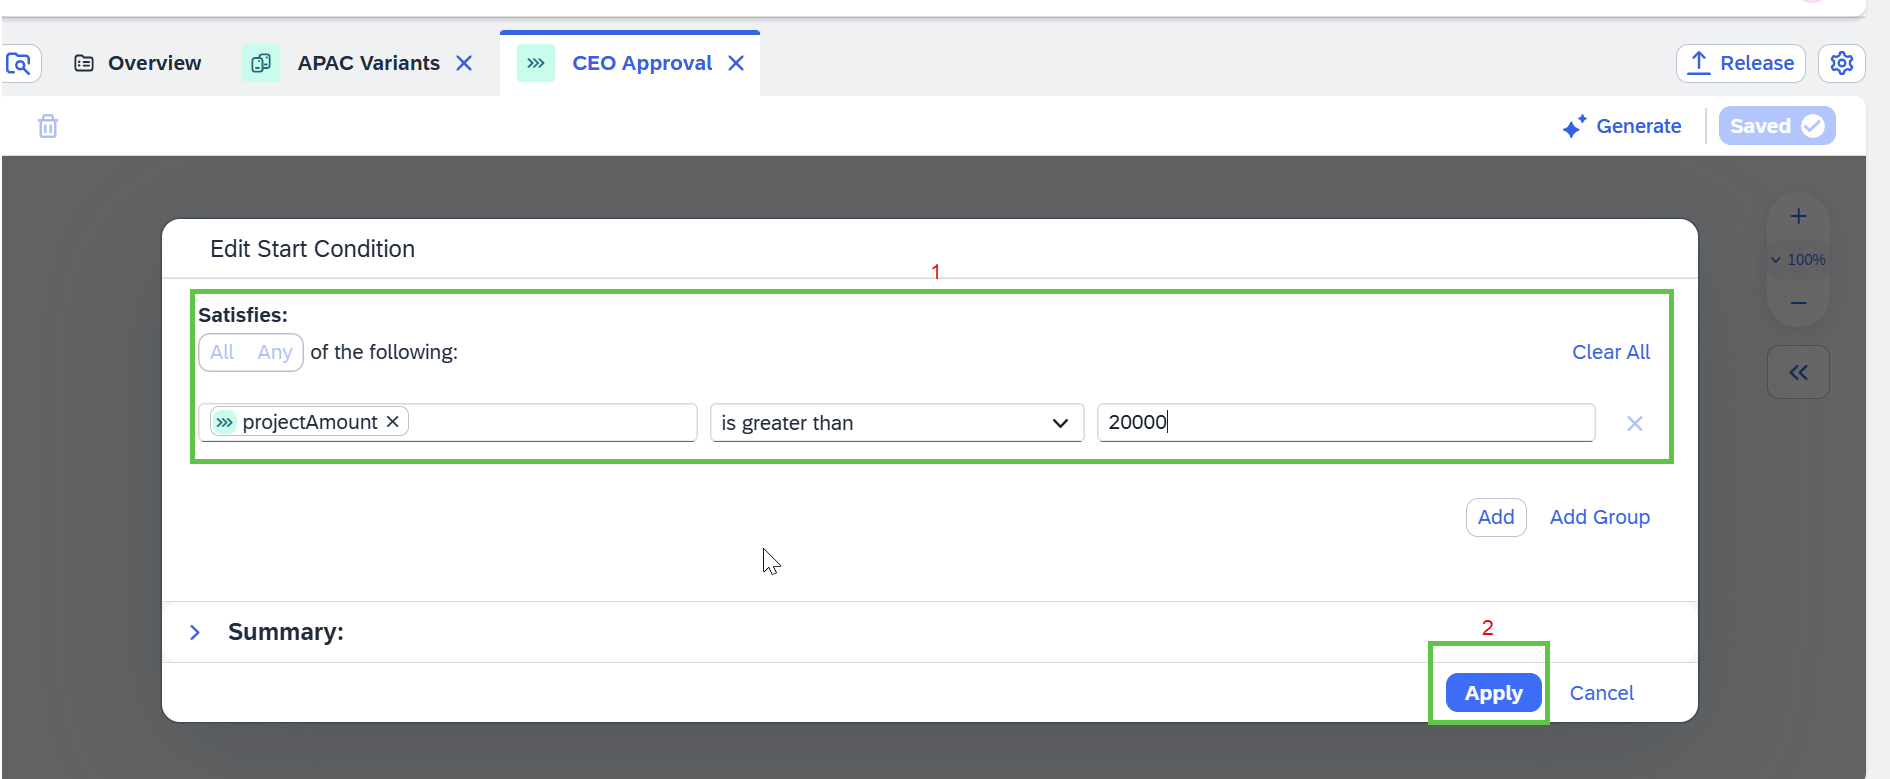 Overview
APAC Variants
CEO Approval
Release
Generate
Saved
Edit Start Condition
1
Satisfies:
All Any of the following:
Clear All
projectAmount
is greater than
20000
Add
Add Group
Summary:
2
Apply
Cancel
100%